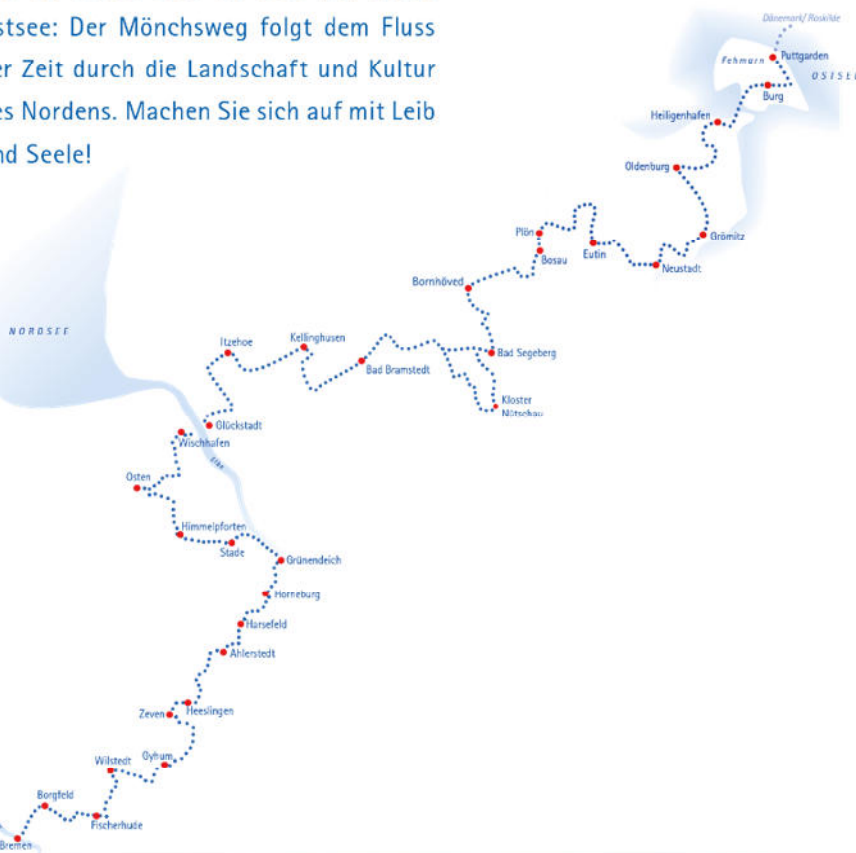 stsee: Der Mönchsweg folgt dem Fluss
er Zeit durch die Landschaft und Kultur
es Nordens. Machen Sie sich auf mit Leib
nd Seele!
Dänemark/ Roskilde
Fehmarn
Puttgarden
OSTSEE
Burg
Heiligenhafen
Oldenburg
Plön
Grömitz
Eutin
Bosau
Neustadt
Bornhöved
NORDSEE
Itzehoe
Kellinghusen
Bad Segeberg
Bad Bramstedt
Kloster
Nütschau
Glückstadt
Wischhafen
Elbe
Osten
Himmelpforten
Stade
Grünendeich
Horneburg
Harsefeld
Ahlerstedt
Zeven
Heeslingen
Wilstedt
Gyhum
Borgfeld
Fischerhude
Bremen